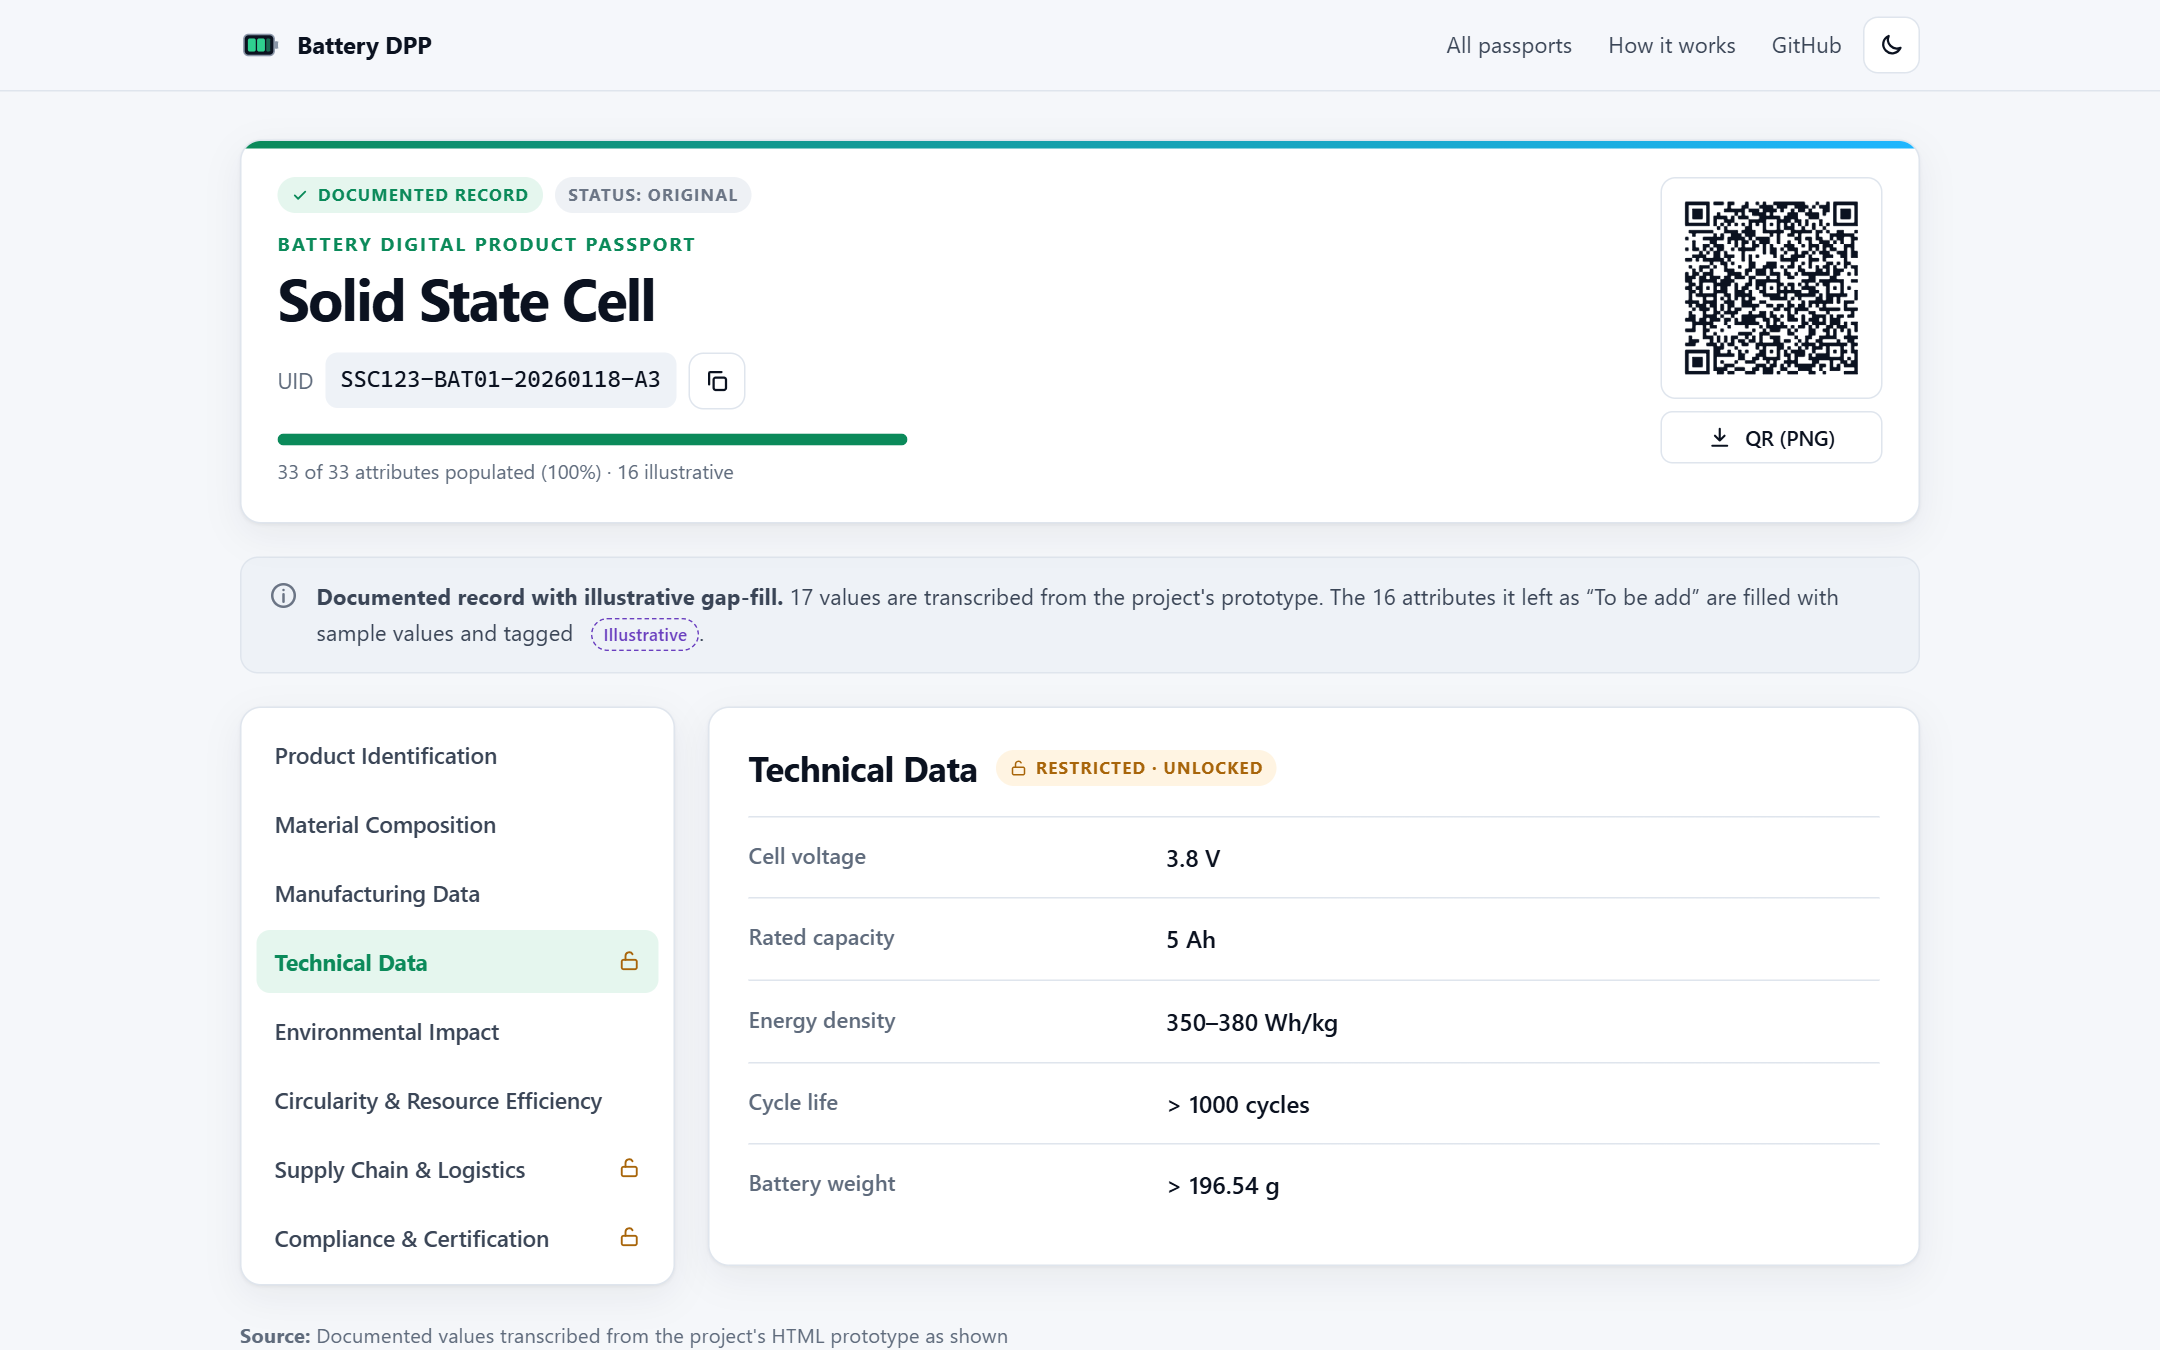 Battery DPP
All passports
How it works
GitHub
DOCUMENTED RECORD
STATUS: ORIGINAL
BATTERY DIGITAL PRODUCT PASSPORT
Solid State Cell
UID SSC123-BAT01-20260118-A3
33 of 33 attributes populated (100%) · 16 illustrative
QR (PNG)
Documented record with illustrative gap-fill. 17 values are transcribed from the project's prototype. The 16 attributes it left as “To be add” are filled with
sample values and tagged Illustrative.
Product Identification
Material Composition
Manufacturing Data
Technical Data
Environmental Impact
Circularity & Resource Efficiency
Supply Chain & Logistics
Compliance & Certification
Technical Data RESTRICTED · UNLOCKED
Cell voltage 3.8 V
Rated capacity 5 Ah
Energy density 350–380 Wh/kg
Cycle life > 1000 cycles
Battery weight > 196.54 g
Source: Documented values transcribed from the project's HTML prototype as shown